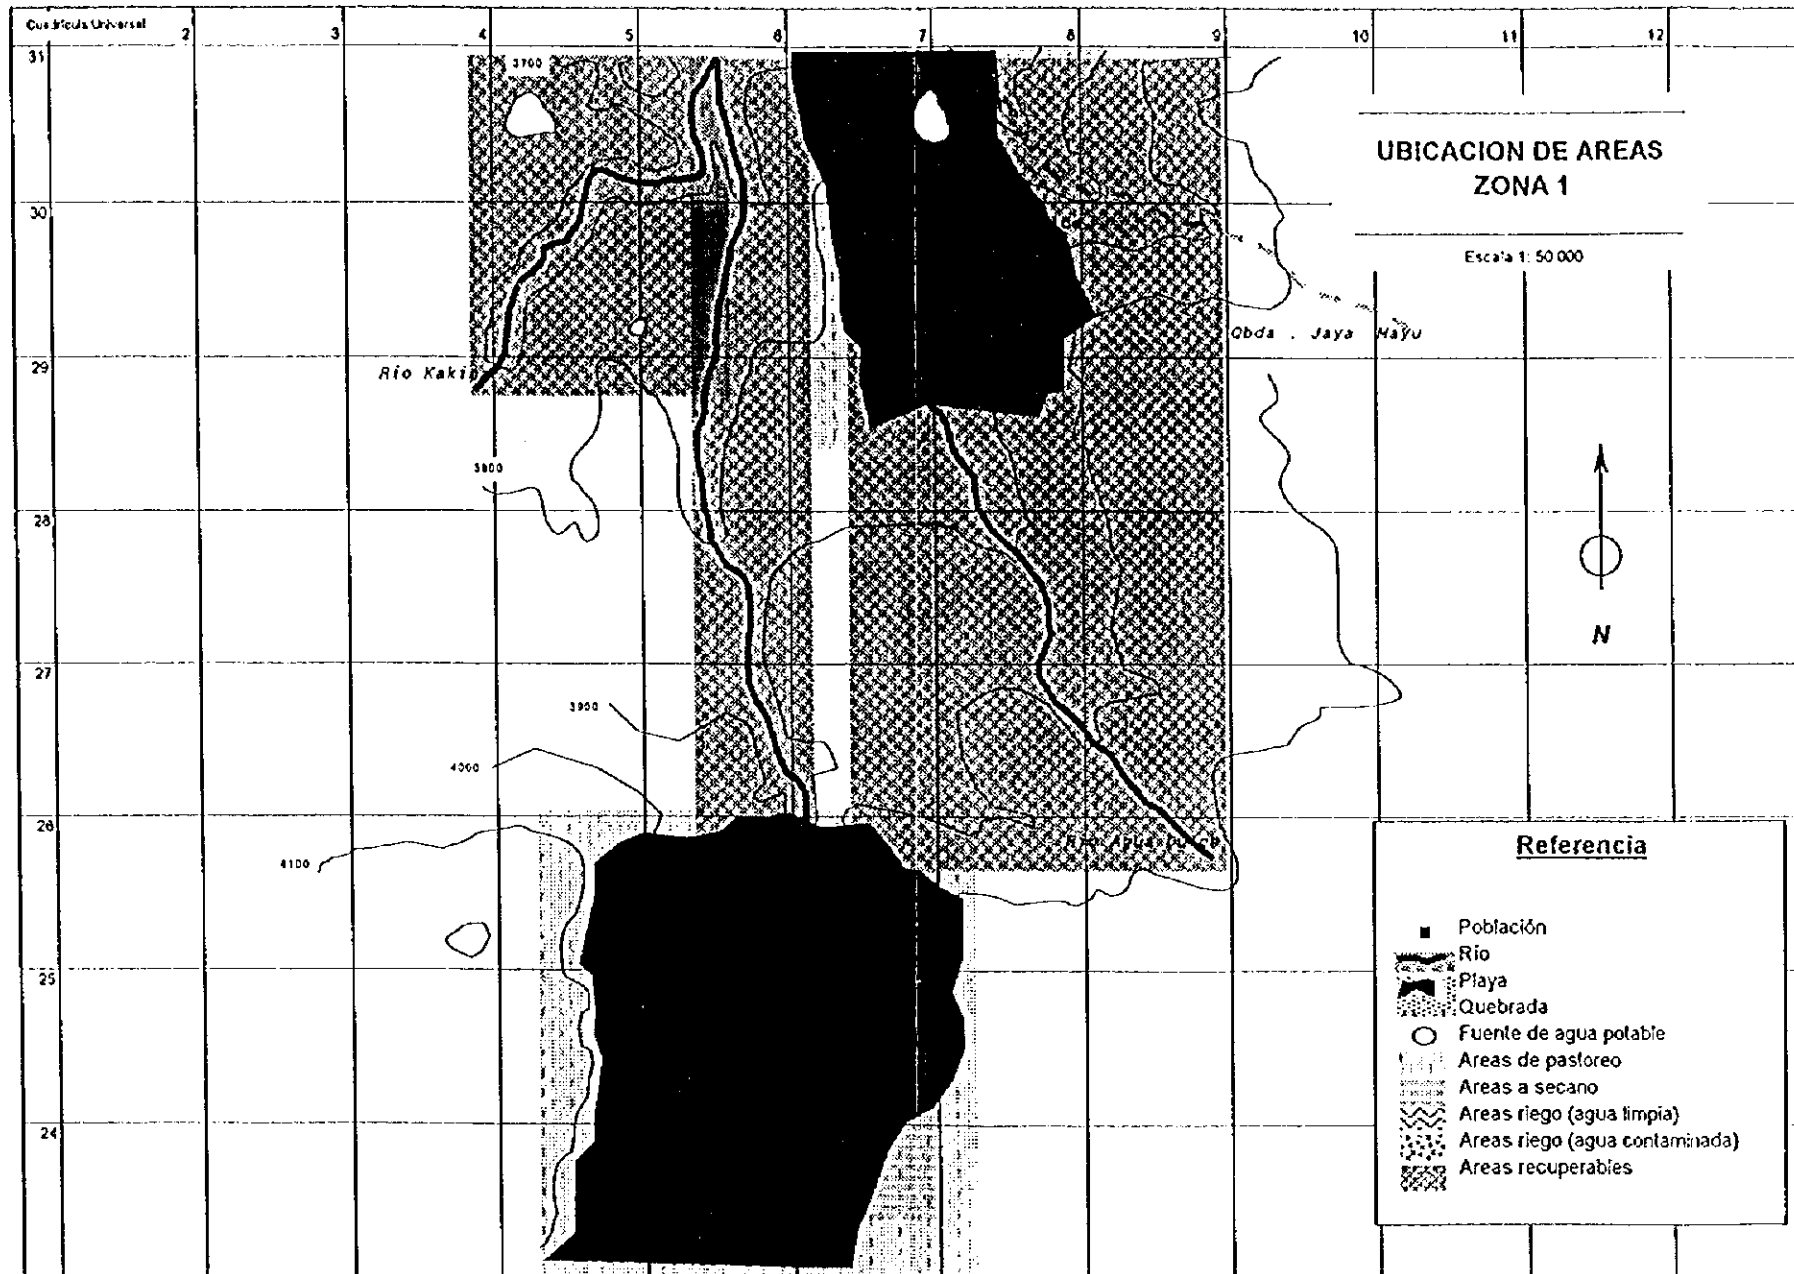 Cuadrícula Universal
2 3 4 5 6 7 8 9 10 11 12
31
3700
UBICACION DE AREAS
ZONA 1
30
Escala 1: 50 000
Qbda . Jaya Mayu
29
Río Kakin
3800
28
27
3900
4000
26
4100
25
24
Referencia
Población
Río
Playa
Quebrada
Fuente de agua potable
Areas de pastoreo
Areas a secano
Areas riego (agua limpia)
Areas riego (agua contaminada)
Areas recuperables
N